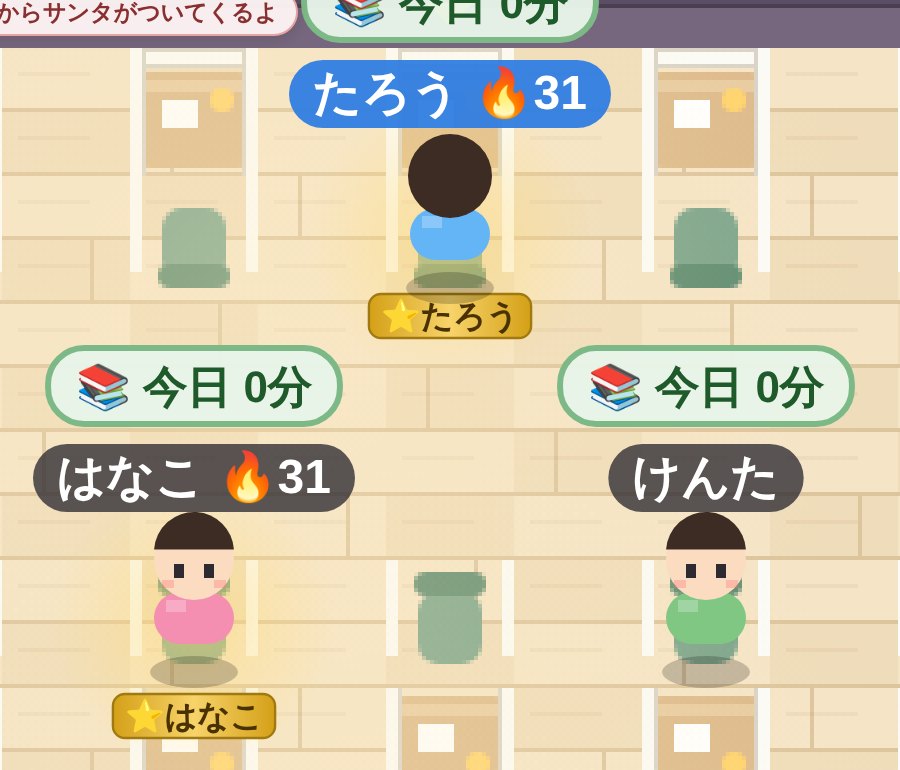 からサンタがついてくるよ
📚 今日 0分
たろう 🔥31
⭐たろう
📚 今日 0分
📚 今日 0分
はなこ 🔥31
けんた
⭐はなこ